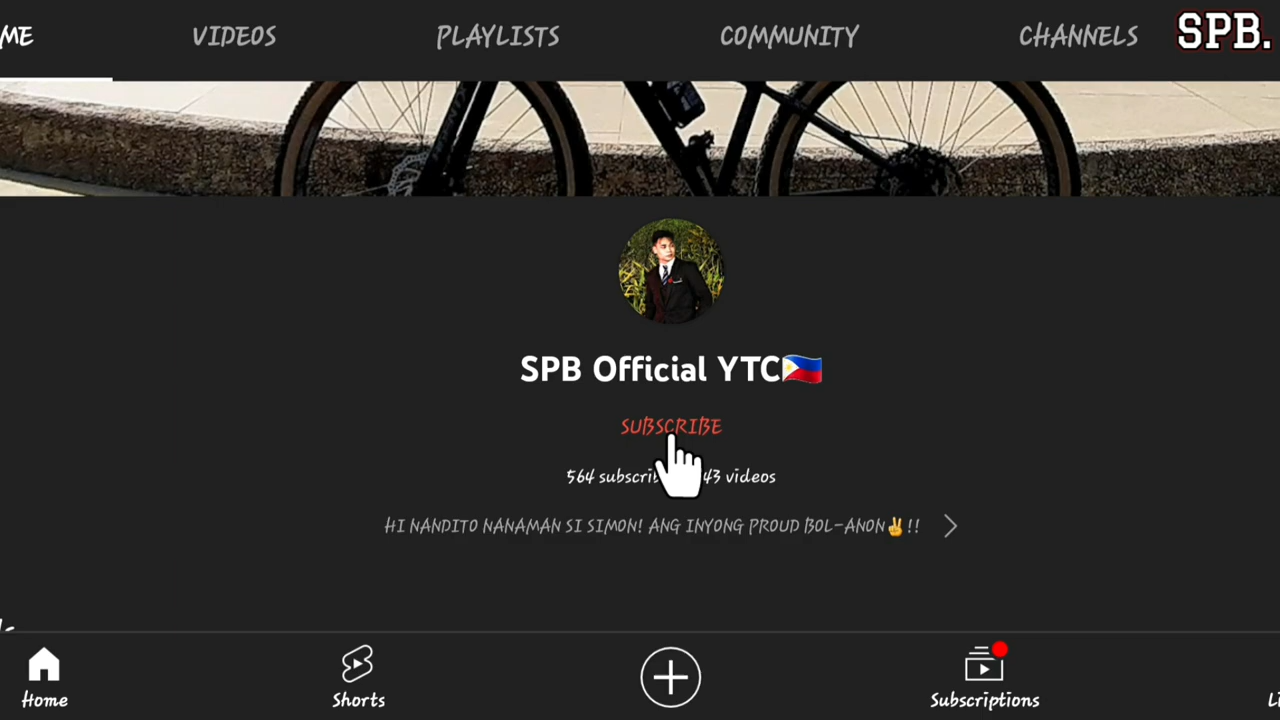 ME VIDEOS PLAYLISTS COMMUNITY CHANNELS SPB.
SPB Official YTC🇵🇭
SUBSCRIBE
564 43 videos
HI NANDITO NANAMAN SI SIMON! ANG INYONG PROUD BOL-ANON✌!!
Home Shorts Subscriptions